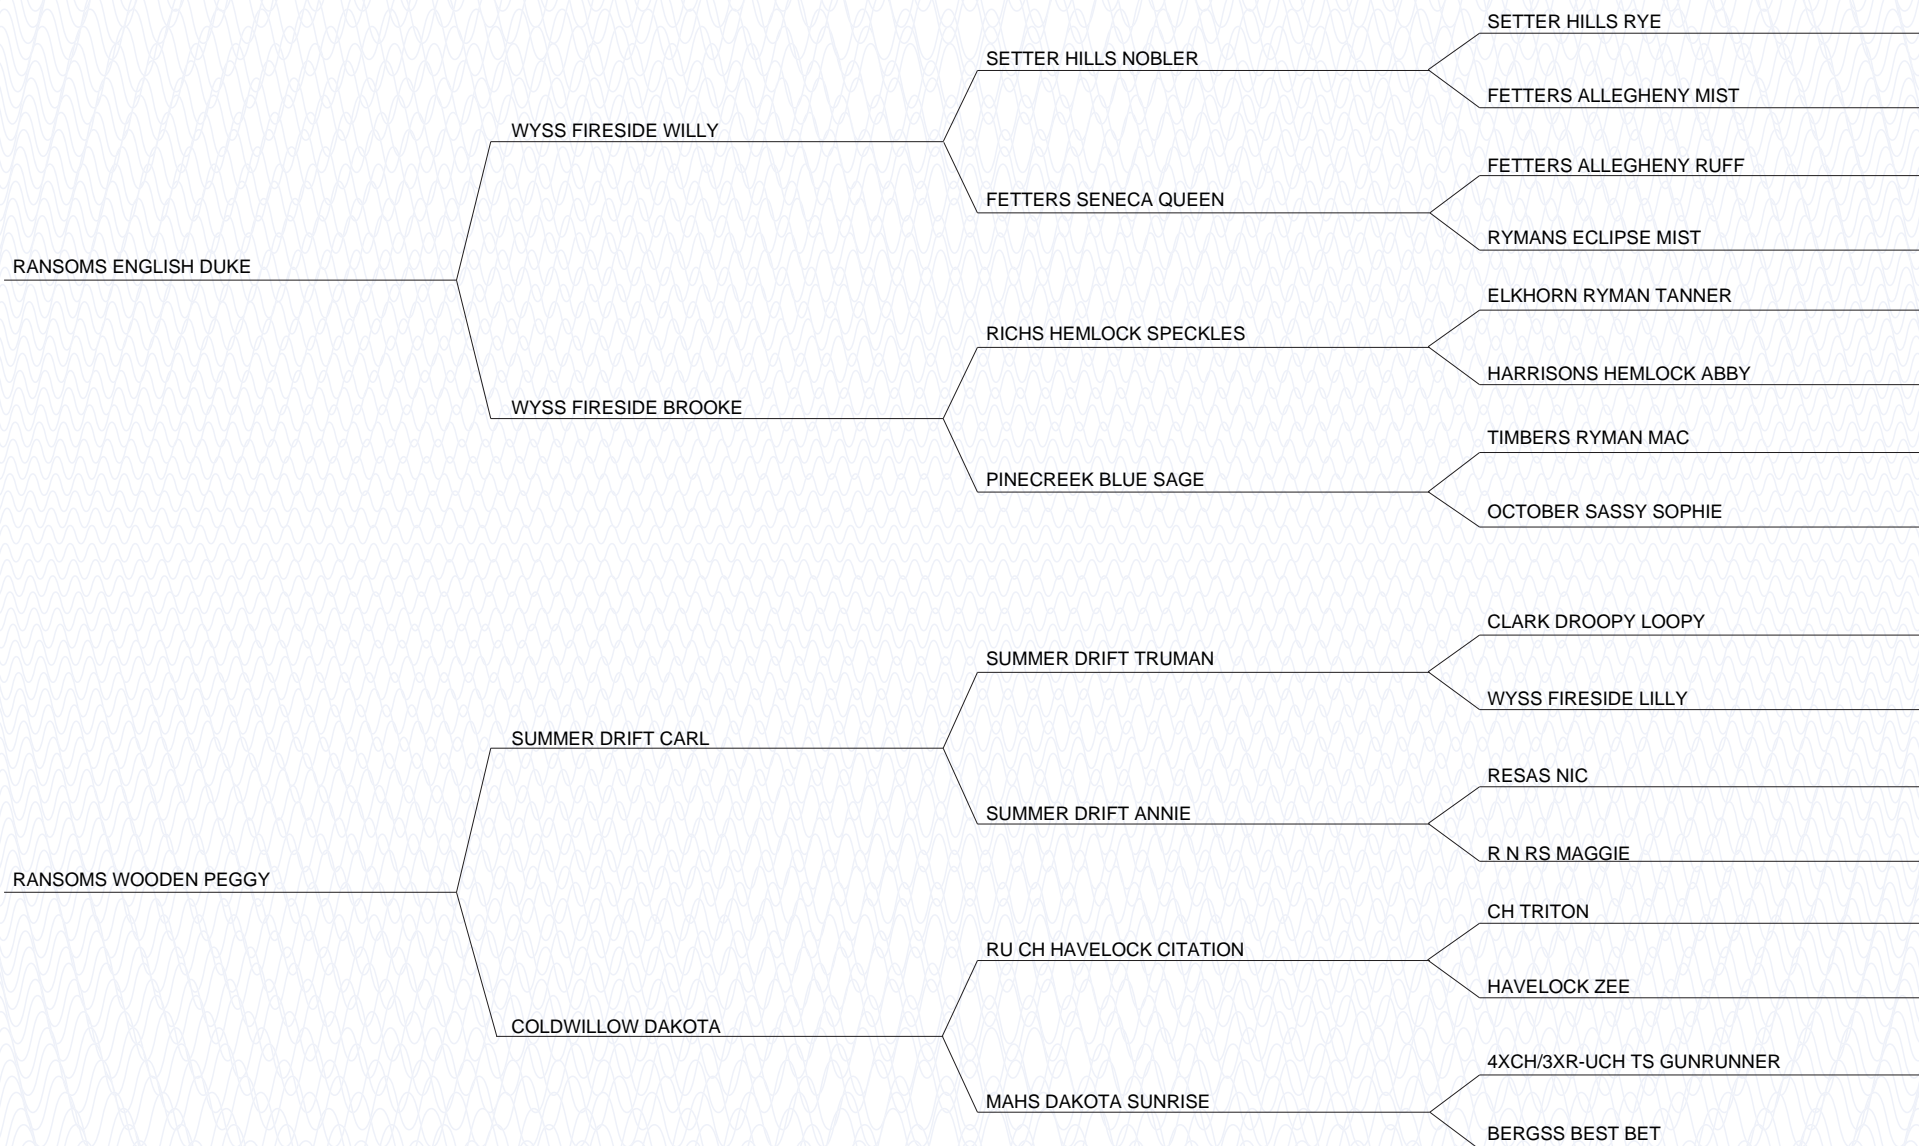 SETTER HILLS RYE
SETTER HILLS NOBLER
FETTERS ALLEGHENY MIST
WYSS FIRESIDE WILLY
FETTERS ALLEGHENY RUFF
FETTERS SENECA QUEEN
RYMANS ECLIPSE MIST
RANSOMS ENGLISH DUKE
ELKHORN RYMAN TANNER
RICHS HEMLOCK SPECKLES
HARRISONS HEMLOCK ABBY
WYSS FIRESIDE BROOKE
TIMBERS RYMAN MAC
PINECREEK BLUE SAGE
OCTOBER SASSY SOPHIE
CLARK DROOPY LOOPY
SUMMER DRIFT TRUMAN
WYSS FIRESIDE LILLY
SUMMER DRIFT CARL
RESAS NIC
SUMMER DRIFT ANNIE
R N RS MAGGIE
RANSOMS WOODEN PEGGY
CH TRITON
RU CH HAVELOCK CITATION
HAVELOCK ZEE
COLDWILLOW DAKOTA
4XCH/3XR-UCH TS GUNRUNNER
MAHS DAKOTA SUNRISE
BERGSS BEST BET